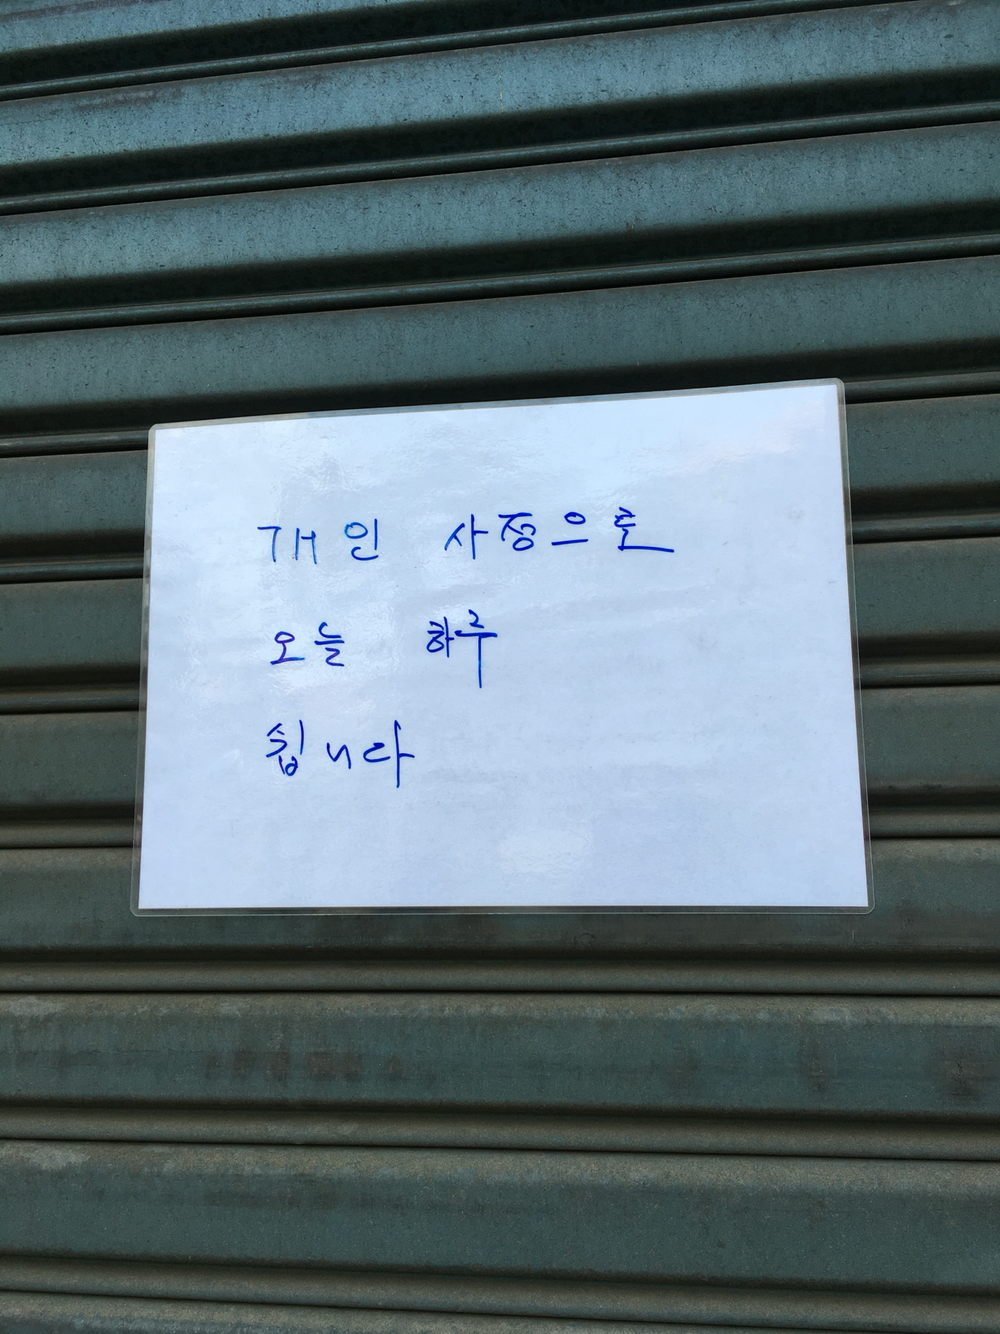 개인 사정으로
오늘 하루
쉽니다